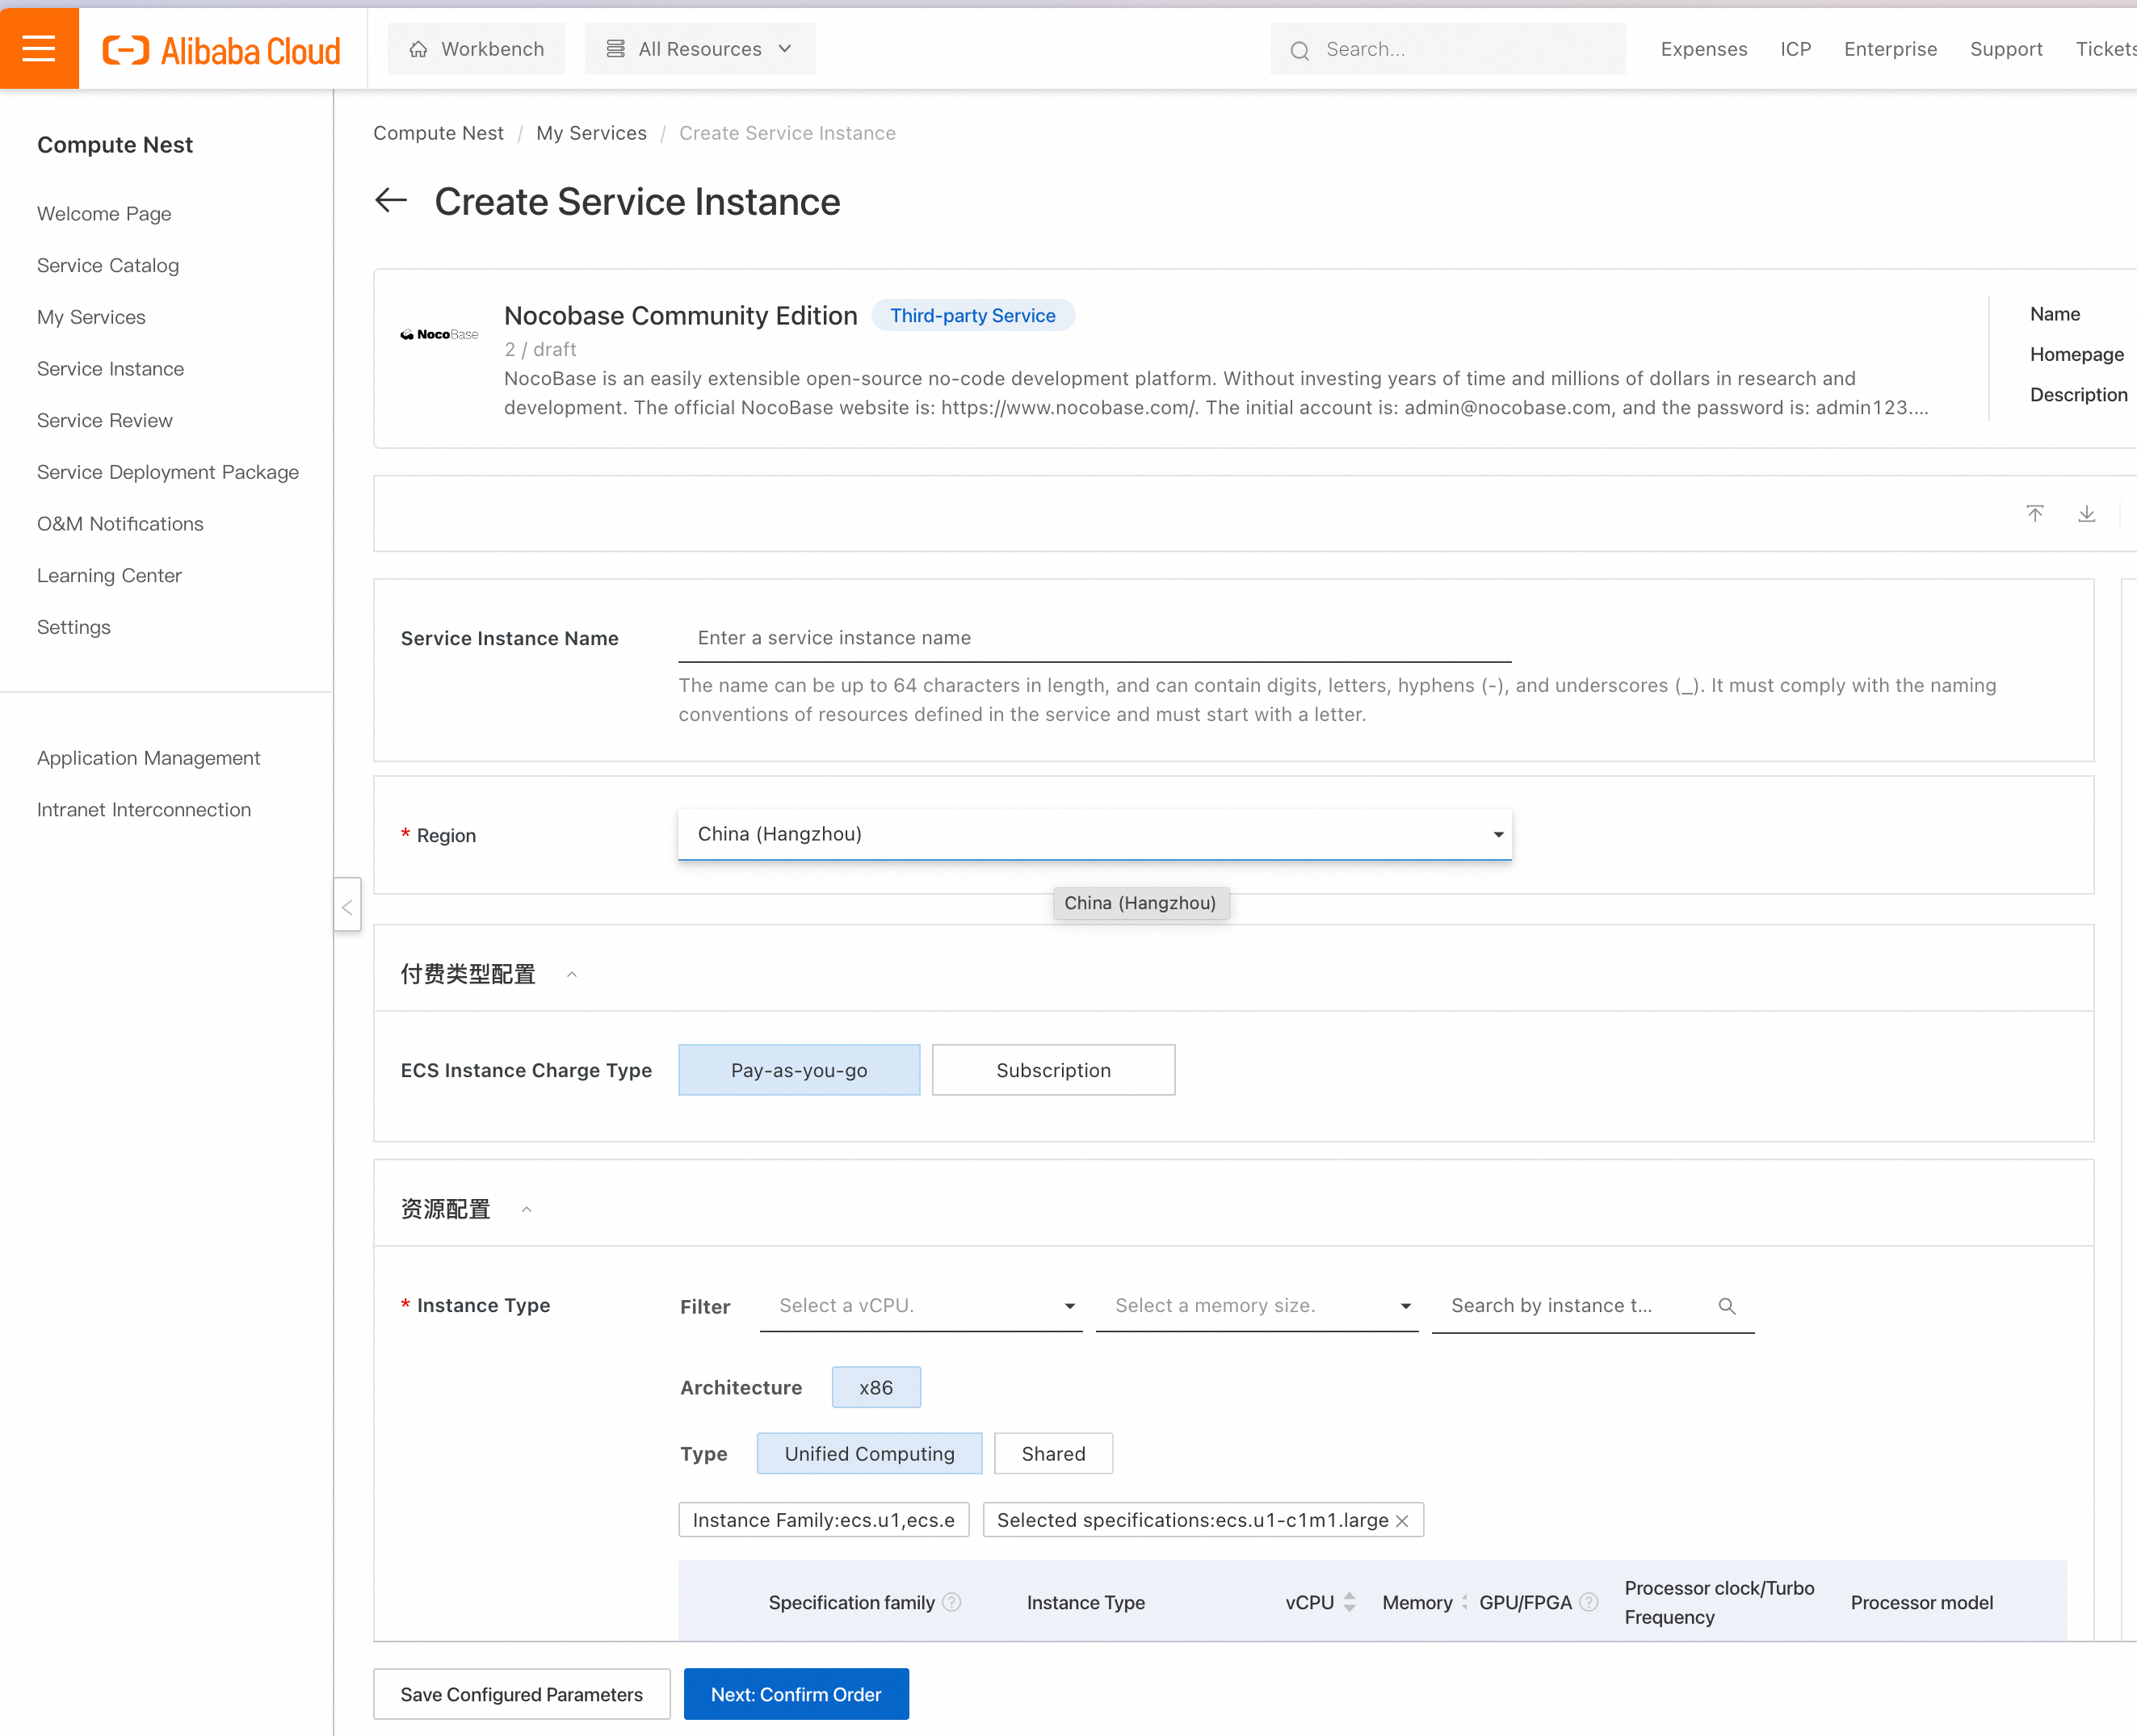 Alibaba Cloud
Workbench
All Resources
Search...
Expenses
ICP
Enterprise
Support
Tickets
Compute Nest
Welcome Page
Service Catalog
My Services
Service Instance
Service Review
Service Deployment Package
O&M Notifications
Learning Center
Settings
Application Management
Intranet Interconnection
Compute Nest / My Services / Create Service Instance
Create Service Instance
NocoBase
Nocobase Community Edition
Third-party Service
2 / draft
NocoBase is an easily extensible open-source no-code development platform. Without investing years of time and millions of dollars in research and
development. The official NocoBase website is: https://www.nocobase.com/. The initial account is: admin@nocobase.com, and the password is: admin123....
Name
Homepage
Description
Service Instance Name
Enter a service instance name
The name can be up to 64 characters in length, and can contain digits, letters, hyphens (-), and underscores (_). It must comply with the naming
conventions of resources defined in the service and must start with a letter.
* Region
China (Hangzhou)
China (Hangzhou)
付费类型配置
ECS Instance Charge Type
Pay-as-you-go
Subscription
资源配置
* Instance Type
Filter
Select a vCPU.
Select a memory size.
Search by instance t...
Architecture
x86
Type
Unified Computing
Shared
Instance Family:ecs.u1,ecs.e
Selected specifications:ecs.u1-c1m1.large
Specification family
Instance Type
vCPU
Memory
GPU/FPGA
Processor clock/Turbo
Frequency
Processor model
Save Configured Parameters
Next: Confirm Order